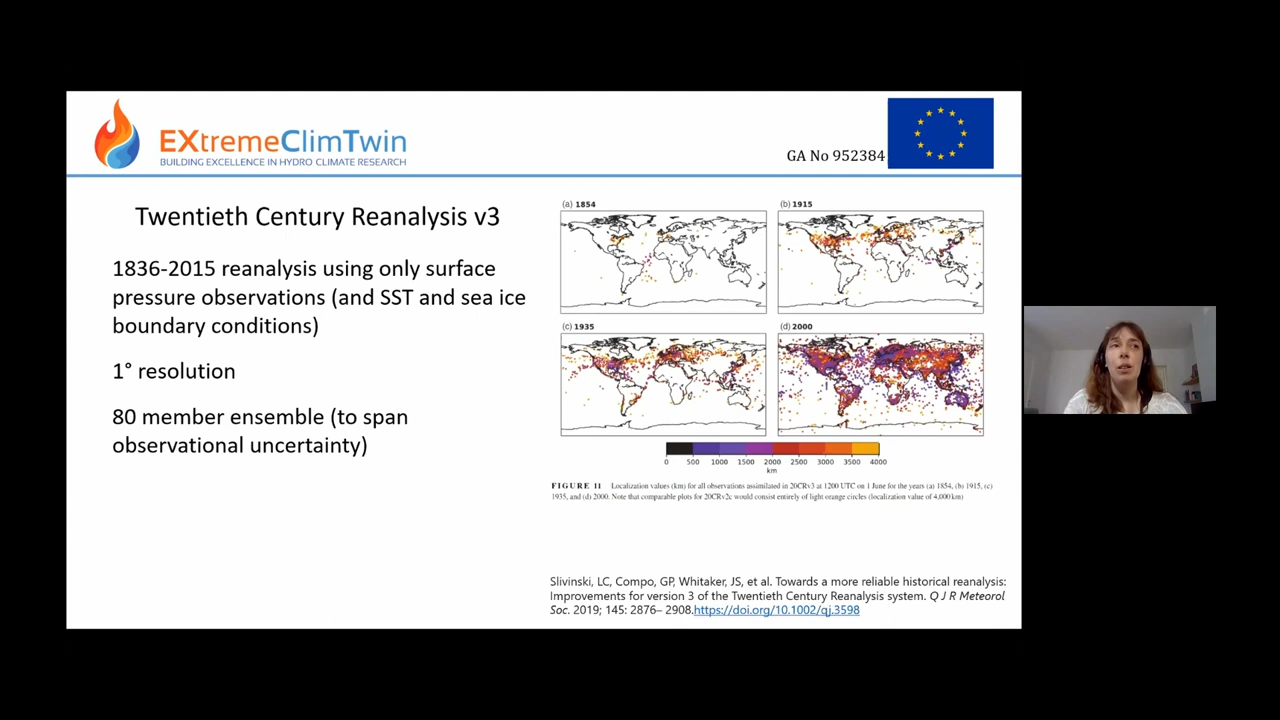 EXtremeClimTwin
BUILDING EXCELLENCE IN HYDRO CLIMATE RESEARCH
GA No 952384
Twentieth Century Reanalysis v3
1836-2015 reanalysis using only surface
pressure observations (and SST and sea ice
boundary conditions)
1° resolution
80 member ensemble (to span
observational uncertainty)
(a) 1854
(b) 1915
(c) 1935
(d) 2000
0 500 1000 1500 2000 2500 3000 3500 4000
km
FIGURE 11 Localization values (km) for all observations assimilated in 20CRv3 at 1200 UTC on 1 June for the years (a) 1854, (b) 1915, (c)
1935, and (d) 2000. Note that comparable plots for 20CRv2c would consist entirely of light orange circles (localization value of 4,000 km)
Slivinski, LC, Compo, GP, Whitaker, JS, et al. Towards a more reliable historical reanalysis:
Improvements for version 3 of the Twentieth Century Reanalysis system. Q J R Meteorol
Soc. 2019; 145: 2876– 2908.https://doi.org/10.1002/qj.3598